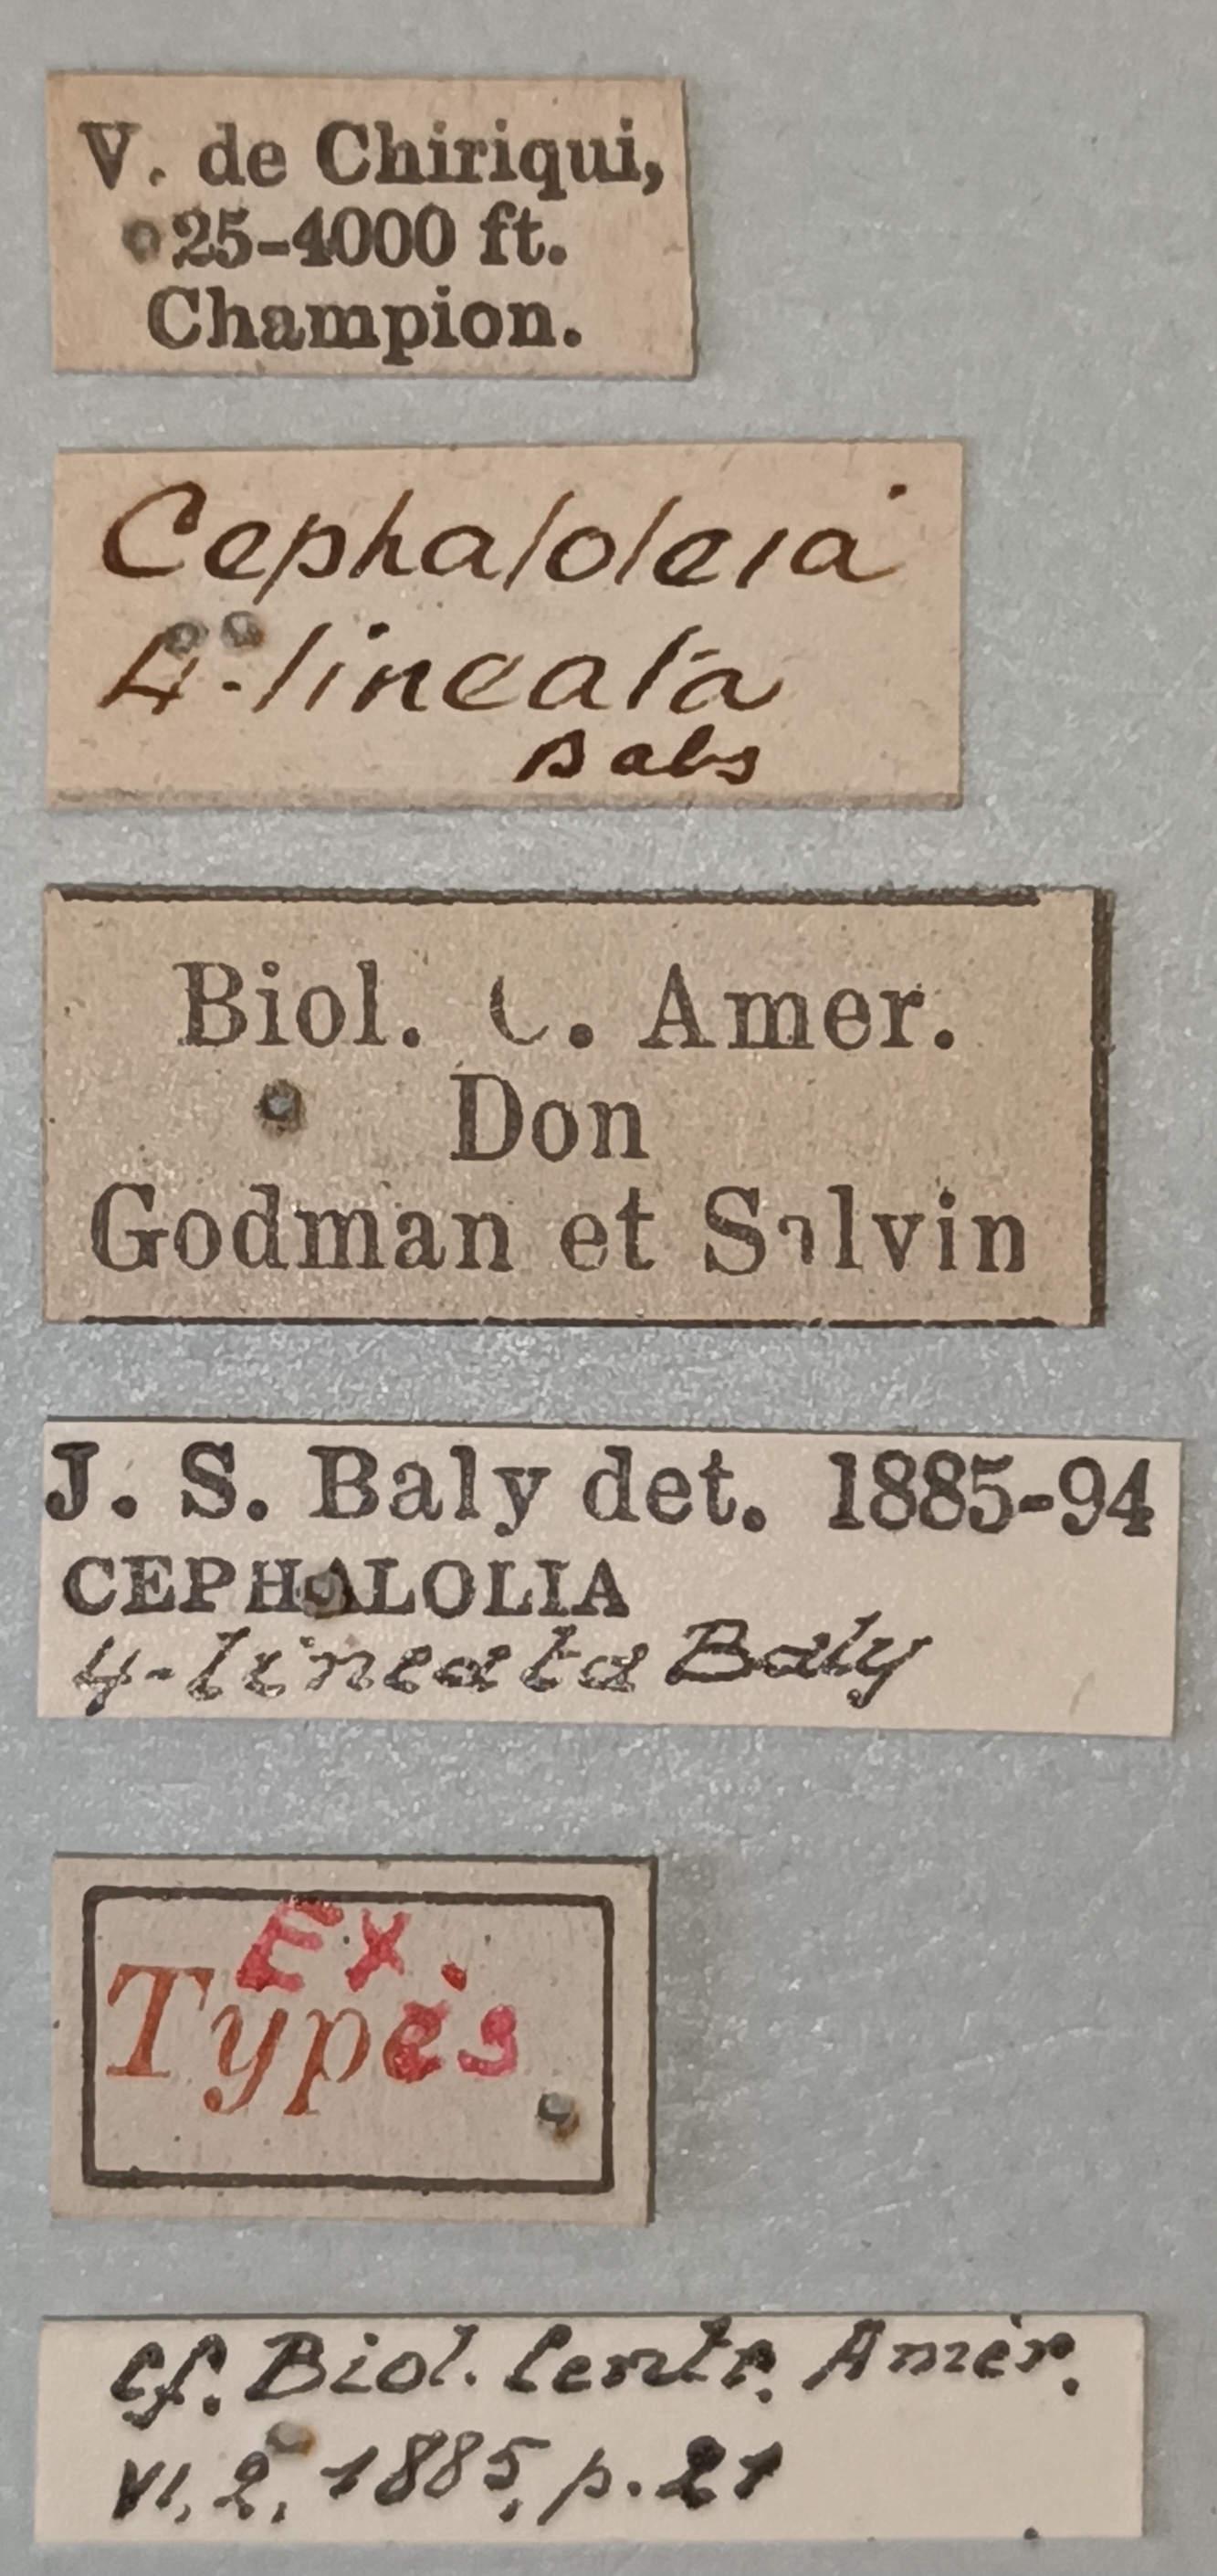 V. de Chiriqui,
25-4000 ft.
Champion.
Cephaloleia
4-lineata
Baly
Biol. C. Amer.
Don
Godman et Salvin
J. S. Baly det. 1885-94
CEPHALOLIA
4-lineata Baly
Ex.
Types
cf. Biol. Centr. Amer.
VI, 2, 1885, p. 21